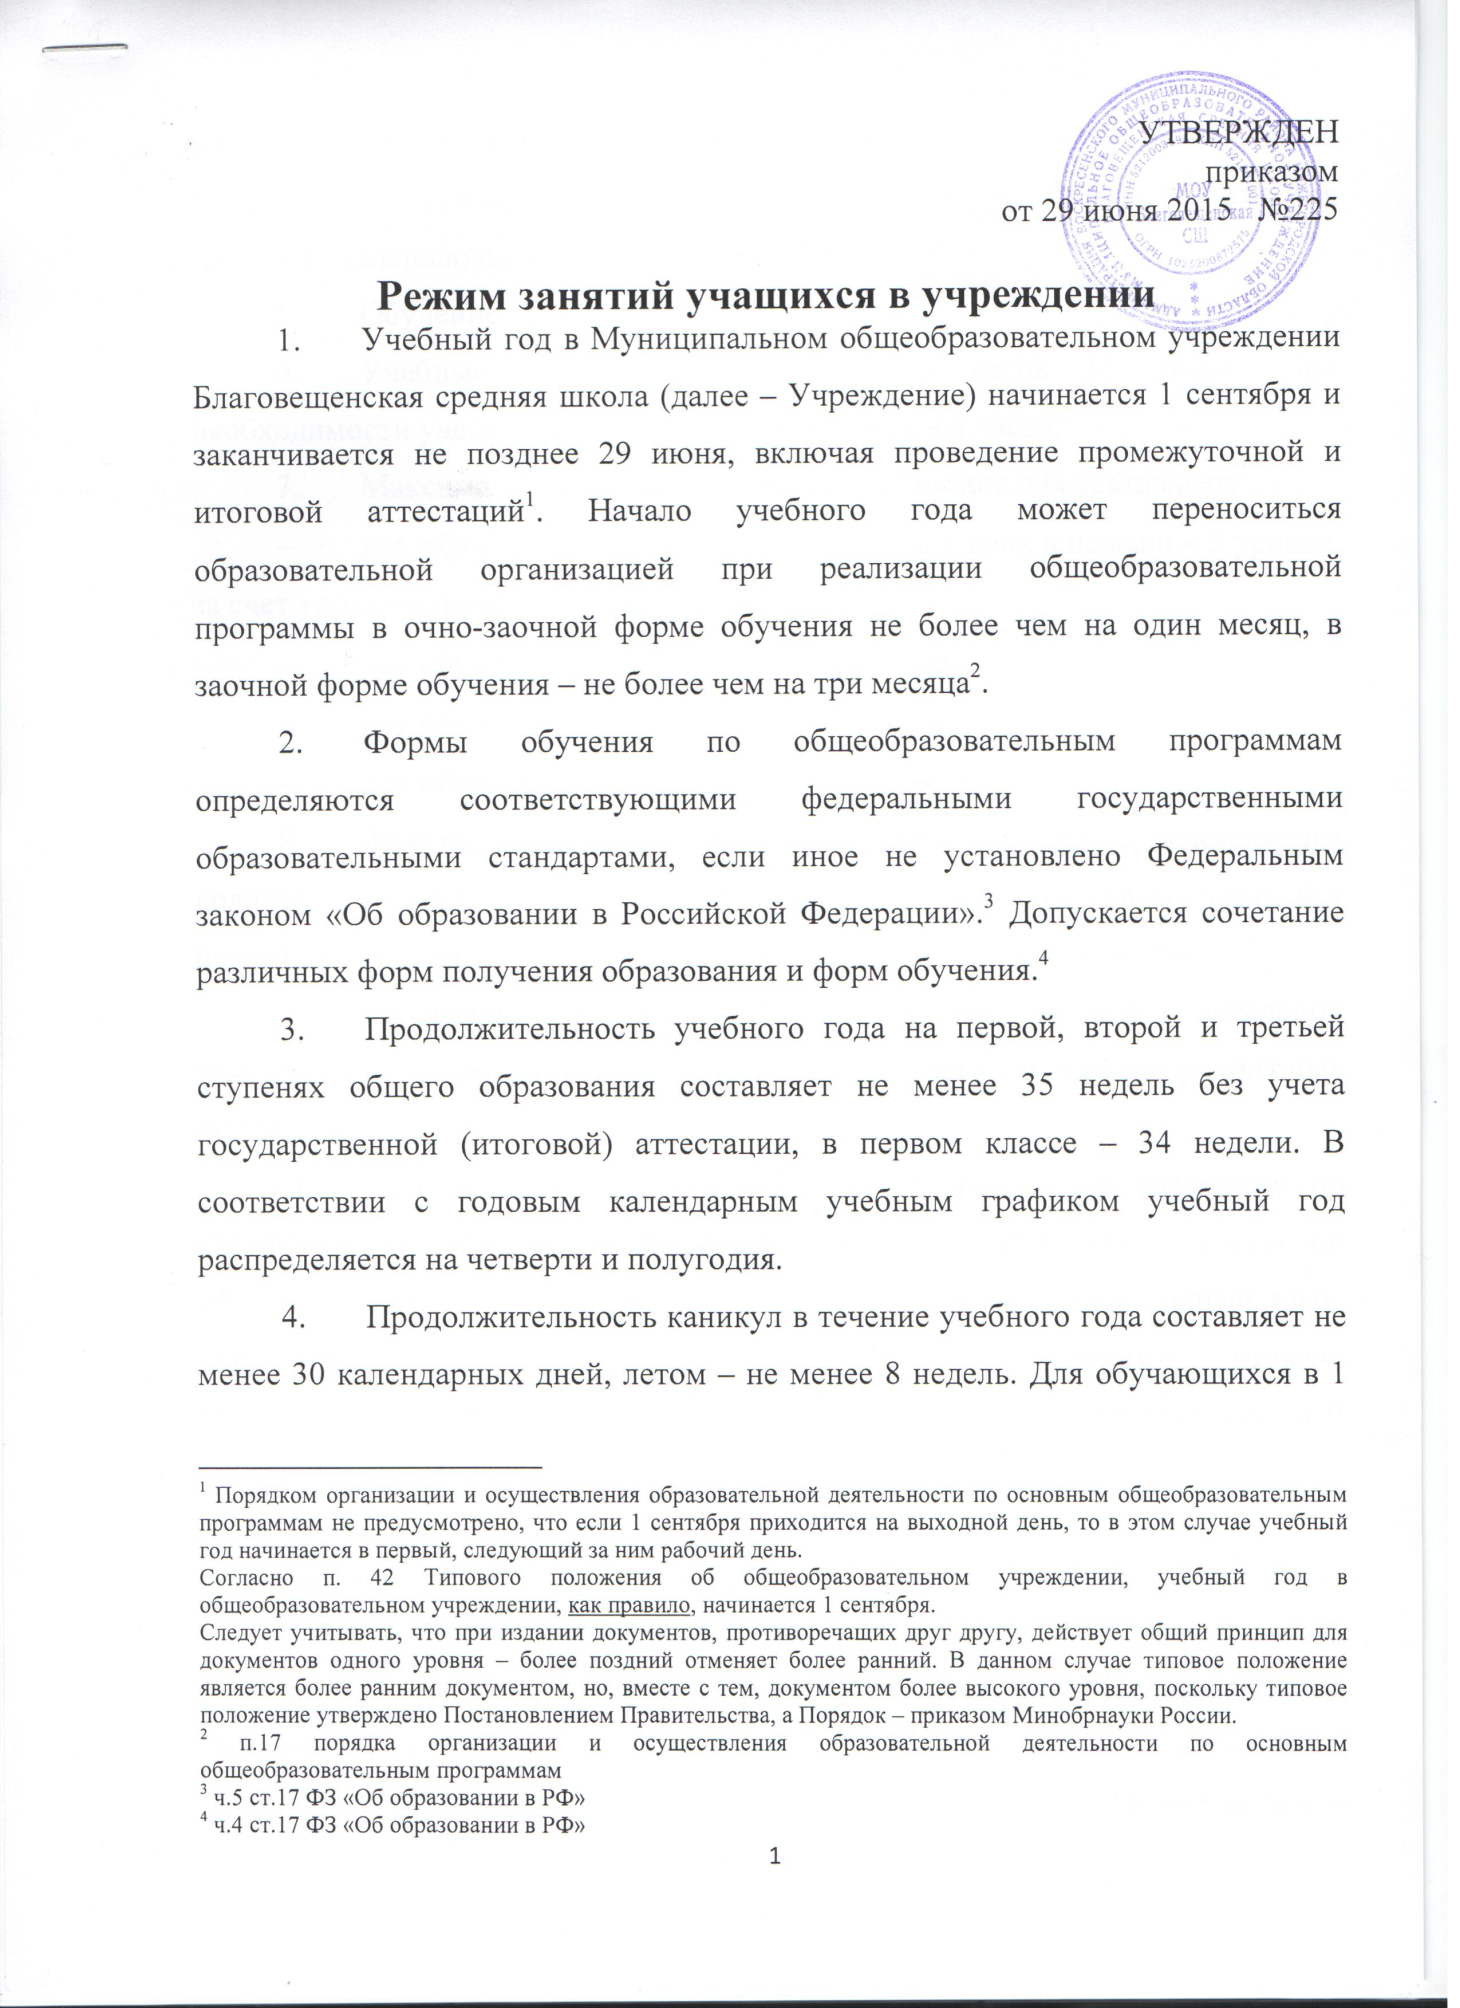 УТВЕРЖДЕН
приказом
от 29 июня 2015 №225
МОУ
Благовещенская
СШ
Режим занятий учащихся в учреждении
1. Учебный год в Муниципальном общеобразовательном учреждении
Благовещенская средняя школа (далее – Учреждение) начинается 1 сентября и
заканчивается не позднее 29 июня, включая проведение промежуточной и
итоговой аттестаций¹. Начало учебного года может переноситься
образовательной организацией при реализации общеобразовательной
программы в очно-заочной форме обучения не более чем на один месяц, в
заочной форме обучения – не более чем на три месяца².
2. Формы обучения по общеобразовательным программам
определяются соответствующими федеральными государственными
образовательными стандартами, если иное не установлено Федеральным
законом «Об образовании в Российской Федерации».³ Допускается сочетание
различных форм получения образования и форм обучения.⁴
3. Продолжительность учебного года на первой, второй и третьей
ступенях общего образования составляет не менее 35 недель без учета
государственной (итоговой) аттестации, в первом классе – 34 недели. В
соответствии с годовым календарным учебным графиком учебный год
распределяется на четверти и полугодия.
4. Продолжительность каникул в течение учебного года составляет не
менее 30 календарных дней, летом – не менее 8 недель. Для обучающихся в 1
¹ Порядком организации и осуществления образовательной деятельности по основным общеобразовательным
программам не предусмотрено, что если 1 сентября приходится на выходной день, то в этом случае учебный
год начинается в первый, следующий за ним рабочий день.
Согласно п. 42 Типового положения об общеобразовательном учреждении, учебный год в
общеобразовательном учреждении, как правило, начинается 1 сентября.
Следует учитывать, что при издании документов, противоречащих друг другу, действует общий принцип для
документов одного уровня – более поздний отменяет более ранний. В данном случае типовое положение
является более ранним документом, но, вместе с тем, документом более высокого уровня, поскольку типовое
положение утверждено Постановлением Правительства, а Порядок – приказом Минобрнауки России.
² п.17 порядка организации и осуществления образовательной деятельности по основным
общеобразовательным программам
³ ч.5 ст.17 ФЗ «Об образовании в РФ»
⁴ ч.4 ст.17 ФЗ «Об образовании в РФ»
1